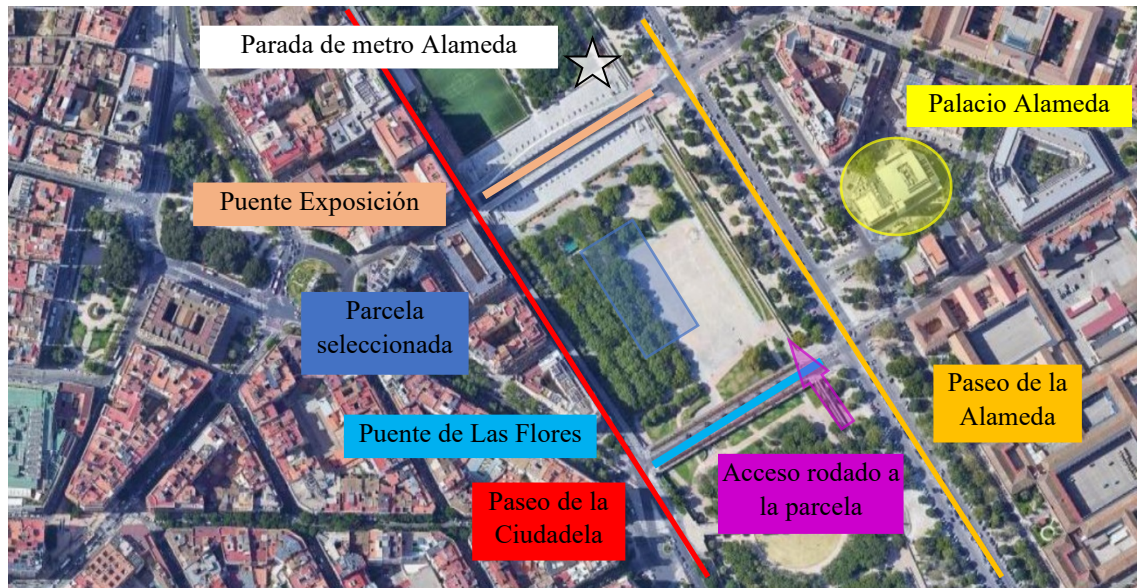 Parada de metro Alameda
Palacio Alameda
Puente Exposición
Parcela
seleccionada
Paseo de la
Alameda
Puente de Las Flores
Acceso rodado a
la parcela
Paseo de la
Ciudadela